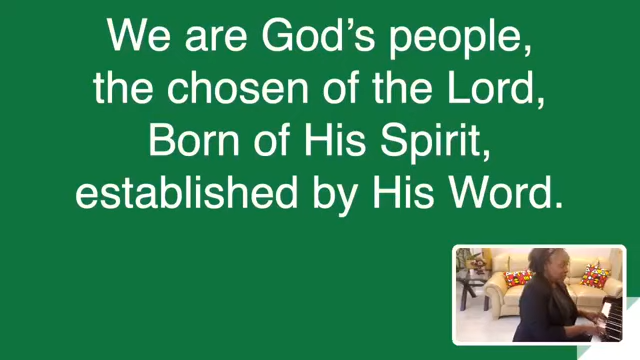 We are God's people,
the chosen of the Lord,
Born of His Spirit,
established by His Word.